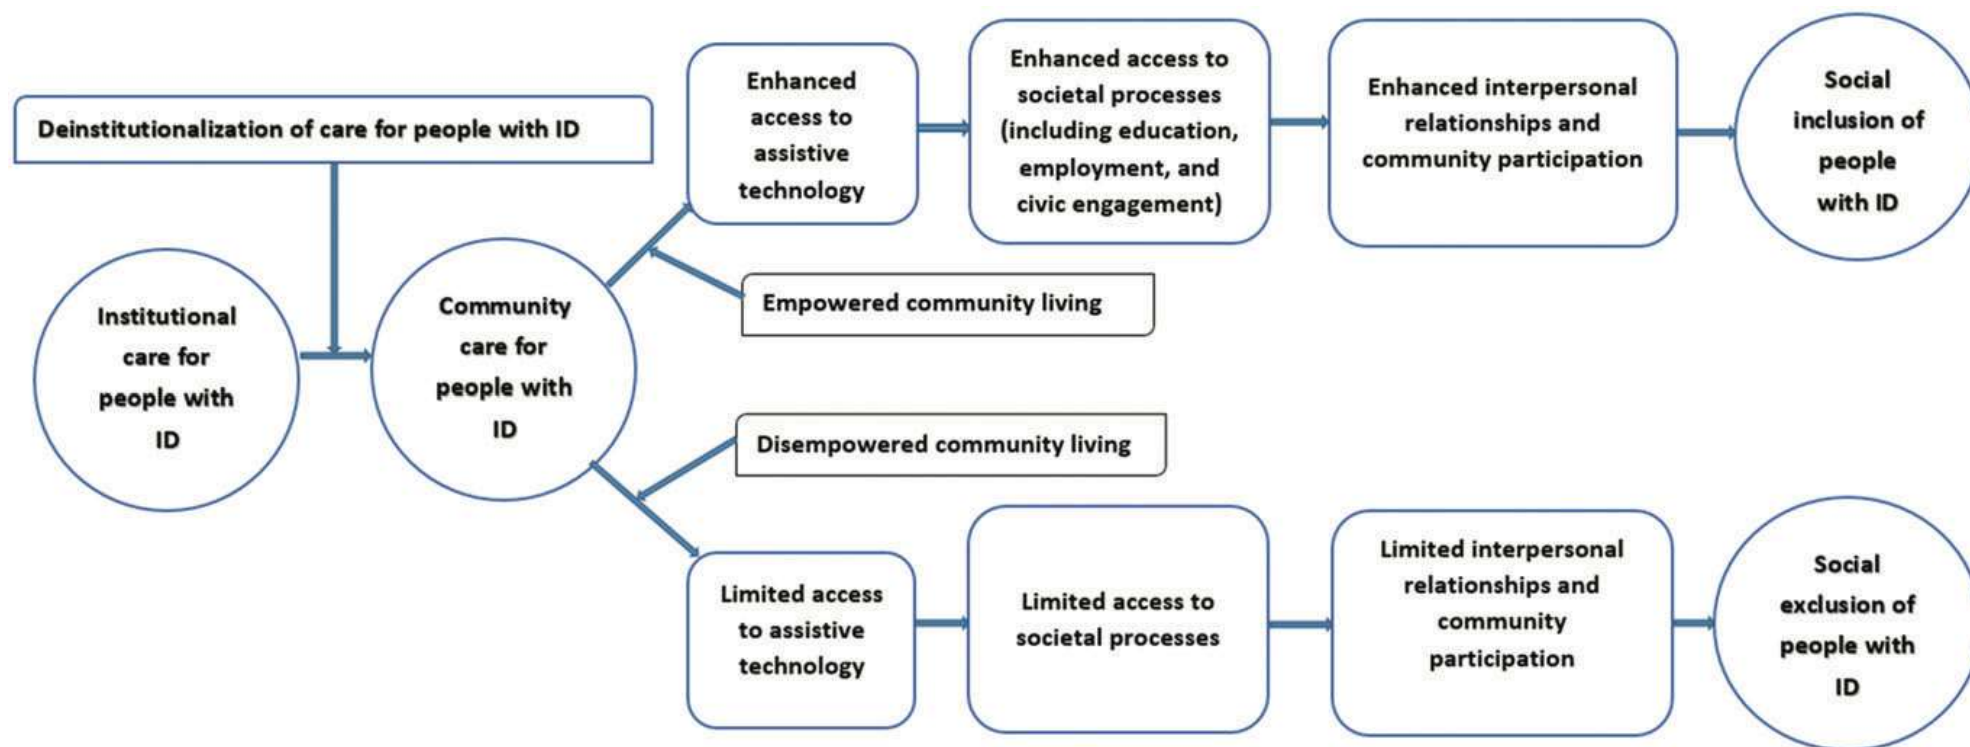 Deinstitutionalization of care for people with ID
Institutional
care for
people with
ID
Community
care for
people with
ID
Enhanced
access to
assistive
technology
Enhanced access to
societal processes
(including education,
employment, and
civic engagement)
Enhanced interpersonal
relationships and
community participation
Social
inclusion of
people
with ID
Empowered community living
Disempowered community living
Limited access
to assistive
technology
Limited access to
societal processes
Limited interpersonal
relationships and
community
participation
Social
exclusion of
people with
ID